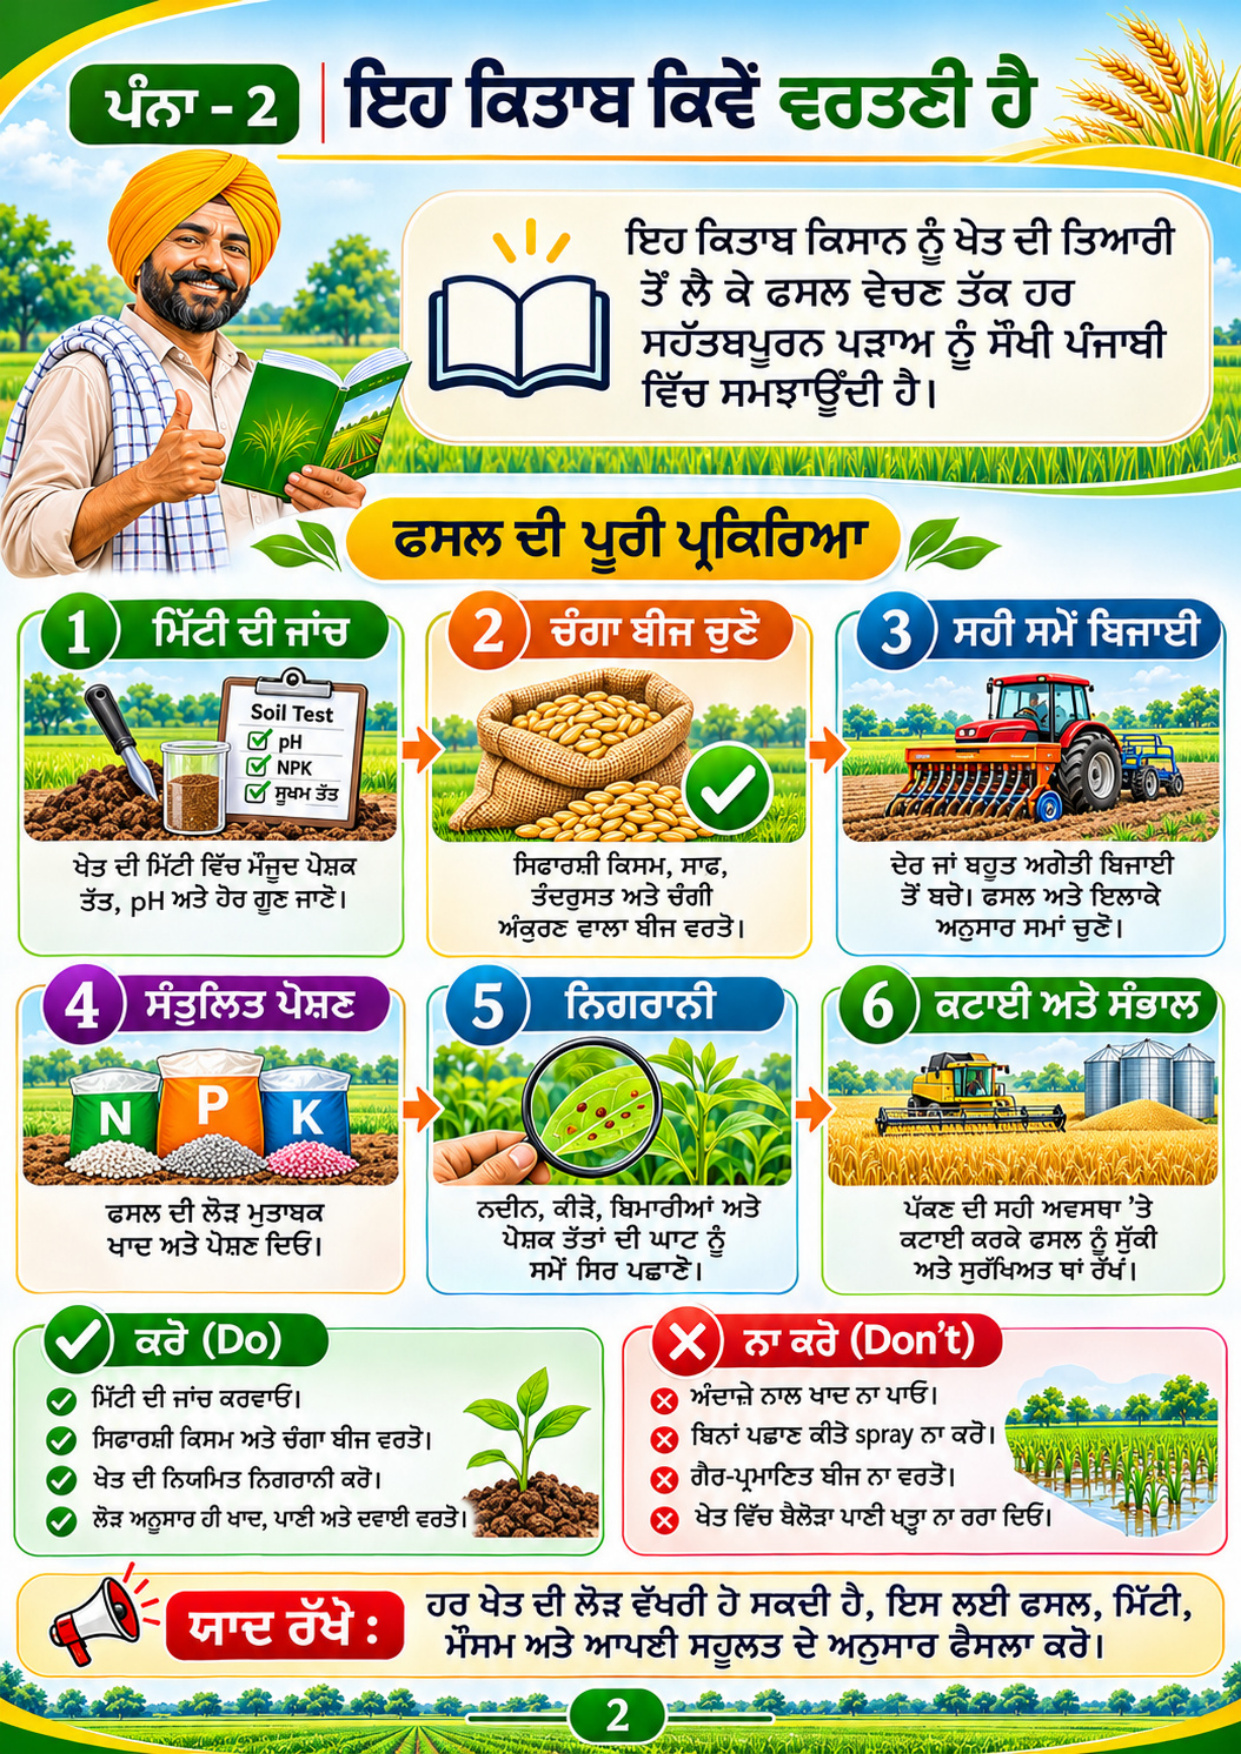 ਪੰਨਾ - 2
ਇਹ ਕਿਤਾਬ ਕਿਵੇਂ ਵਰਤਣੀ ਹੈ
ਇਹ ਕਿਤਾਬ ਕਿਸਾਨ ਨੂੰ ਖੇਤ ਦੀ ਤਿਆਰੀ
ਤੋਂ ਲੈ ਕੇ ਫਸਲ ਵੇਚਣ ਤੱਕ ਹਰ
ਸਹੱਤਬਪੂਰਨ ਪੜਾਅ ਨੂੰ ਸੌਖੀ ਪੰਜਾਬੀ
ਵਿੱਚ ਸਮਝਾਉਂਦੀ ਹੈ।
ਫਸਲ ਦੀ ਪੂਰੀ ਪ੍ਰਕਿਰਿਆ
1 ਮਿੱਟੀ ਦੀ ਜਾਂਚ
Soil Test
pH
NPK
ਸੂਖਮ ਤੱਤ
ਖੇਤ ਦੀ ਮਿੱਟੀ ਵਿੱਚ ਮੌਜੂਦ ਪੋਸ਼ਕ
ਤੱਤ, pH ਅਤੇ ਹੋਰ ਗੁਣ ਜਾਣੋ।
2 ਚੰਗਾ ਬੀਜ ਚੁਣੋ
ਸਿਫਾਰਸ਼ੀ ਕਿਸਮ, ਸਾਫ,
ਤੰਦਰੁਸਤ ਅਤੇ ਚੰਗੀ
ਅੰਕੁਰਣ ਵਾਲਾ ਬੀਜ ਵਰਤੋ।
3 ਸਹੀ ਸਮੇਂ ਬਿਜਾਈ
ਦੇਰ ਜਾਂ ਬਹੁਤ ਅਗੇਤੀ ਬਿਜਾਈ
ਤੋਂ ਬਚੋ। ਫਸਲ ਅਤੇ ਇਲਾਕੇ
ਅਨੁਸਾਰ ਸਮਾਂ ਚੁਣੋ।
4 ਸੰਤੁਲਿਤ ਪੋਸ਼ਣ
N P K
ਫਸਲ ਦੀ ਲੋੜ ਮੁਤਾਬਕ
ਖਾਦ ਅਤੇ ਪੋਸ਼ਣ ਦਿਓ।
5 ਨਿਗਰਾਨੀ
ਨਦੀਨ, ਕੀੜੇ, ਬਿਮਾਰੀਆਂ ਅਤੇ
ਪੋਸ਼ਕ ਤੱਤਾਂ ਦੀ ਘਾਟ ਨੂੰ
ਸਮੇਂ ਸਿਰ ਪਛਾਣੋ।
6 ਕਟਾਈ ਅਤੇ ਸੰਭਾਲ
ਪੱਕਣ ਦੀ ਸਹੀ ਅਵਸਥਾ 'ਤੇ
ਕਟਾਈ ਕਰਕੇ ਫਸਲ ਨੂੰ ਸੁੱਕੀ
ਅਤੇ ਸੁਰੱਖਿਅਤ ਥਾਂ ਰੱਖੋਂ।
ਕਰੋ (Do)
ਮਿੱਟੀ ਦੀ ਜਾਂਚ ਕਰਵਾਓ।
ਸਿਫਾਰਸ਼ੀ ਕਿਸਮ ਅਤੇ ਚੰਗਾ ਬੀਜ ਵਰਤੋ।
ਖੇਤ ਦੀ ਨਿਯਮਿਤ ਨਿਗਰਾਨੀ ਕਰੋ।
ਲੋੜ ਅਨੁਸਾਰ ਹੀ ਖਾਦ, ਪਾਣੀ ਅਤੇ ਦਵਾਈ ਵਰਤੋ।
ਨਾ ਕਰੋ (Don't)
ਅੰਦਾਜ਼ੇ ਨਾਲ ਖਾਦ ਨਾ ਪਾਓ।
ਬਿਨਾਂ ਪਛਾਣ ਕੀਤੇ spray ਨਾ ਕਰੋ।
ਗੈਰ-ਪ੍ਰਮਾਣਿਤ ਬੀਜ ਨਾ ਵਰਤੋ।
ਖੇਤ ਵਿੱਚ ਬੈਲੋੜਾ ਪਾਣੀ ਨਾ ਰਰਾ ਦਿਓ।
ਯਾਦ ਰੱਖੋ :
ਹਰ ਖੇਤ ਦੀ ਲੋੜ ਵੱਖਰੀ ਹੋ ਸਕਦੀ ਹੈ, ਇਸ ਲਈ ਫਸਲ, ਮਿੱਟੀ,
ਮੌਸਮ ਅਤੇ ਆਪਣੀ ਸਹੂਲਤ ਦੇ ਅਨੁਸਾਰ ਫੈਸਲਾ ਕਰੋ।
2